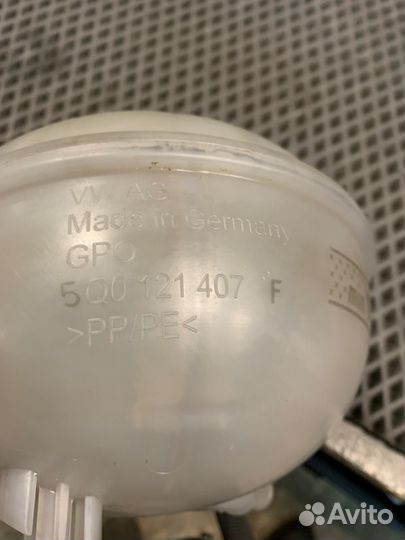 VW AG
Made in Germany
GPO
5Q0 121 407 F
>PP/PE<
Avito